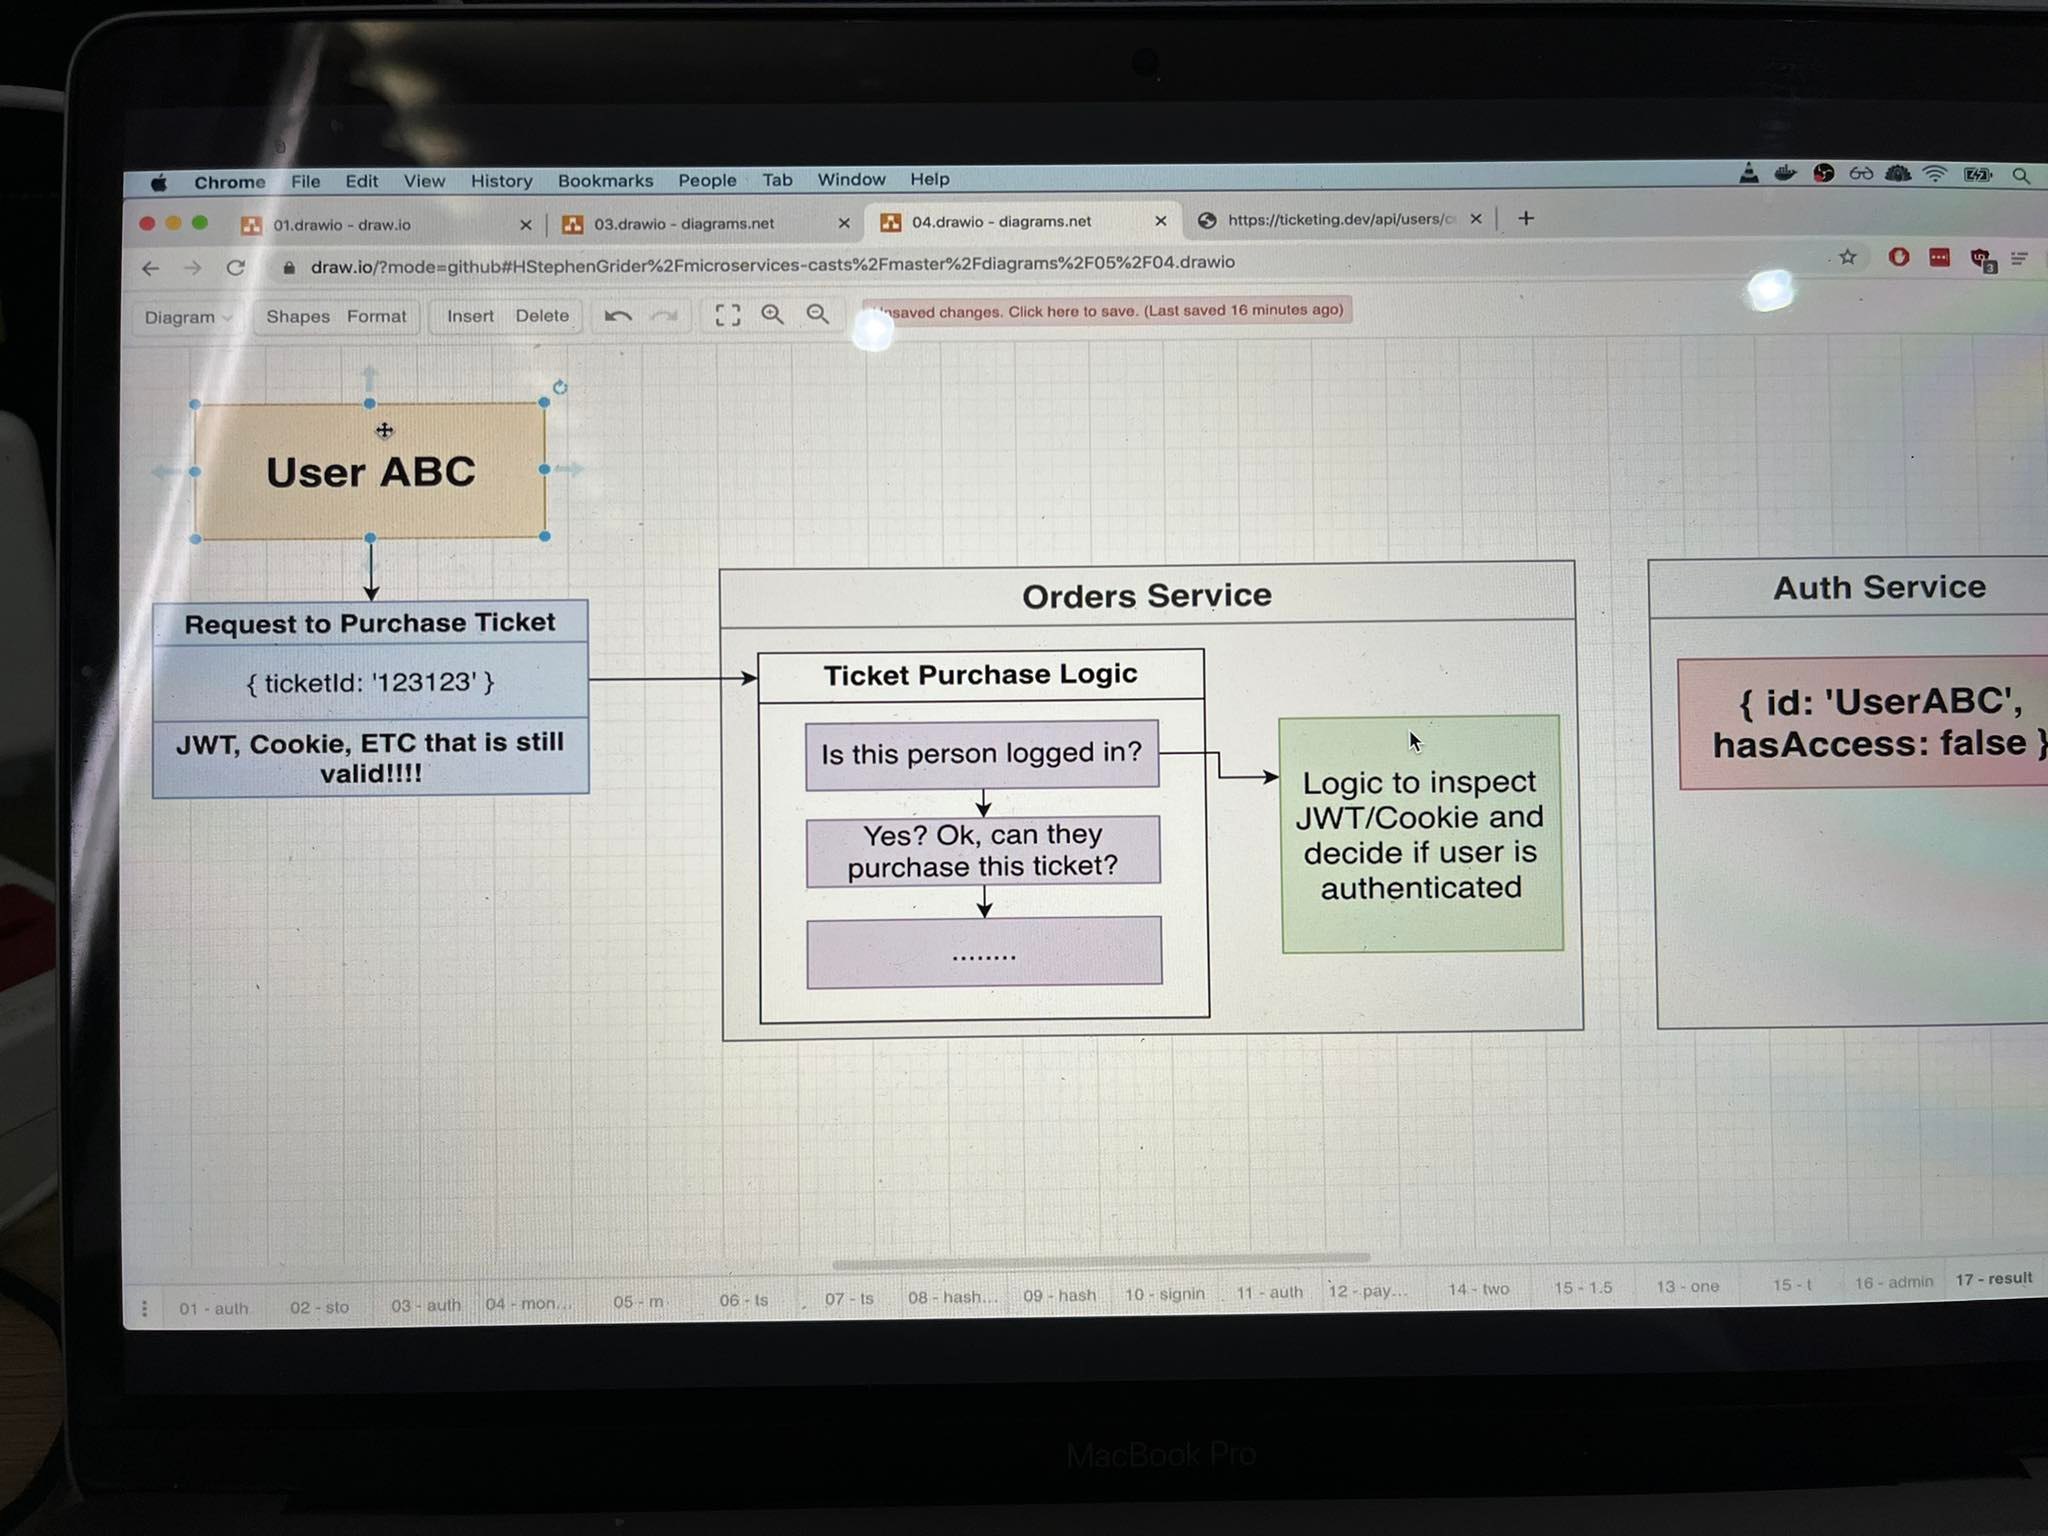 Chrome File Edit View History Bookmarks People Tab Window Help
01.drawio - draw.io
03.drawio - diagrams.net
04.drawio - diagrams.net
https://ticketing.dev/api/users/c
draw.io/?mode=github#HStephenGrider%2Fmicroservices-casts%2Fmaster%2Fdiagrams%2F05%2F04.drawio
3
Diagram Shapes Format Insert Delete
nsaved changes. Click here to save. (Last saved 16 minutes ago)
User ABC
Request to Purchase Ticket
{ ticketId: '123123' }
JWT, Cookie, ETC that is still
valid!!!!
Orders Service
Ticket Purchase Logic
Is this person logged in?
Yes? Ok, can they
purchase this ticket?
........
Logic to inspect
JWT/Cookie and
decide if user is
authenticated
Auth Service
{ id: 'UserABC',
hasAccess: false }
01 - auth 02 - sto 03 - auth 04 - mon... 05 - m 06 - ts 07 - ts 08 - hash... 09 - hash 10 - signin 11 - auth 12 - pay... 14 - two 15 - 1.5 13 - one 15 - t 16 - admin 17 - result
MacBook Pro